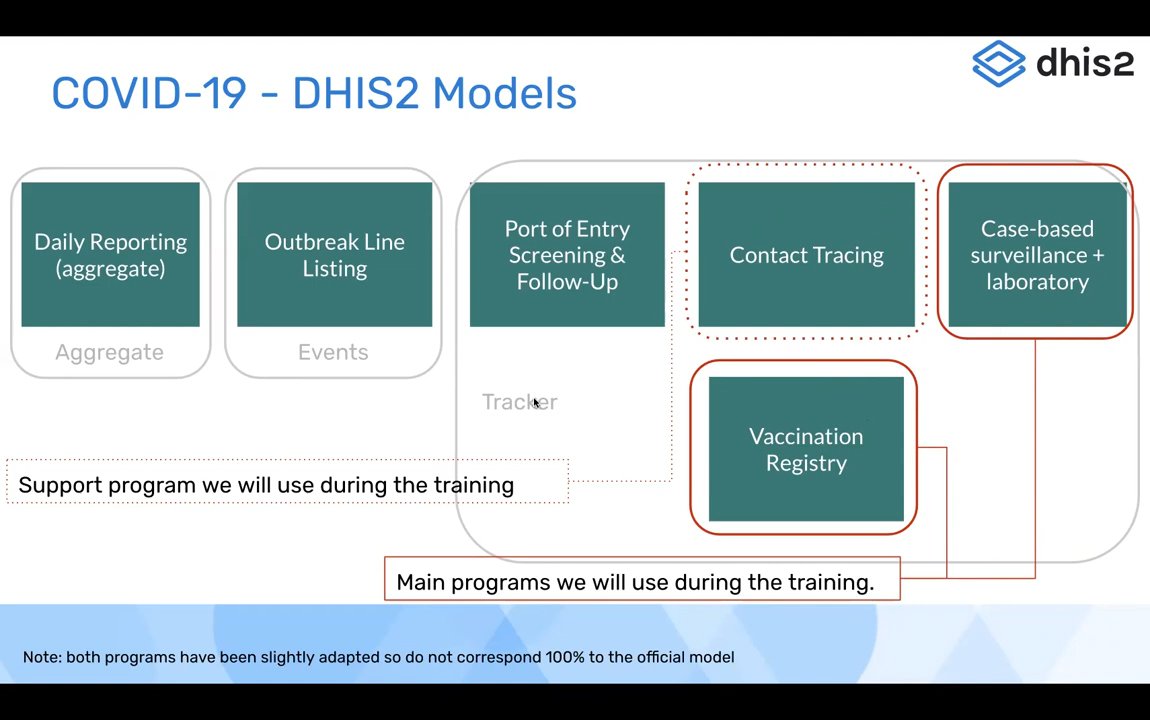 dhis2
COVID-19 - DHIS2 Models
Daily Reporting
(aggregate)
Aggregate
Outbreak Line
Listing
Events
Port of Entry
Screening &
Follow-Up
Contact Tracing
Case-based
surveillance +
laboratory
Tracker
Vaccination
Registry
Support program we will use during the training
Main programs we will use during the training.
Note: both programs have been slightly adapted so do not correspond 100% to the official model